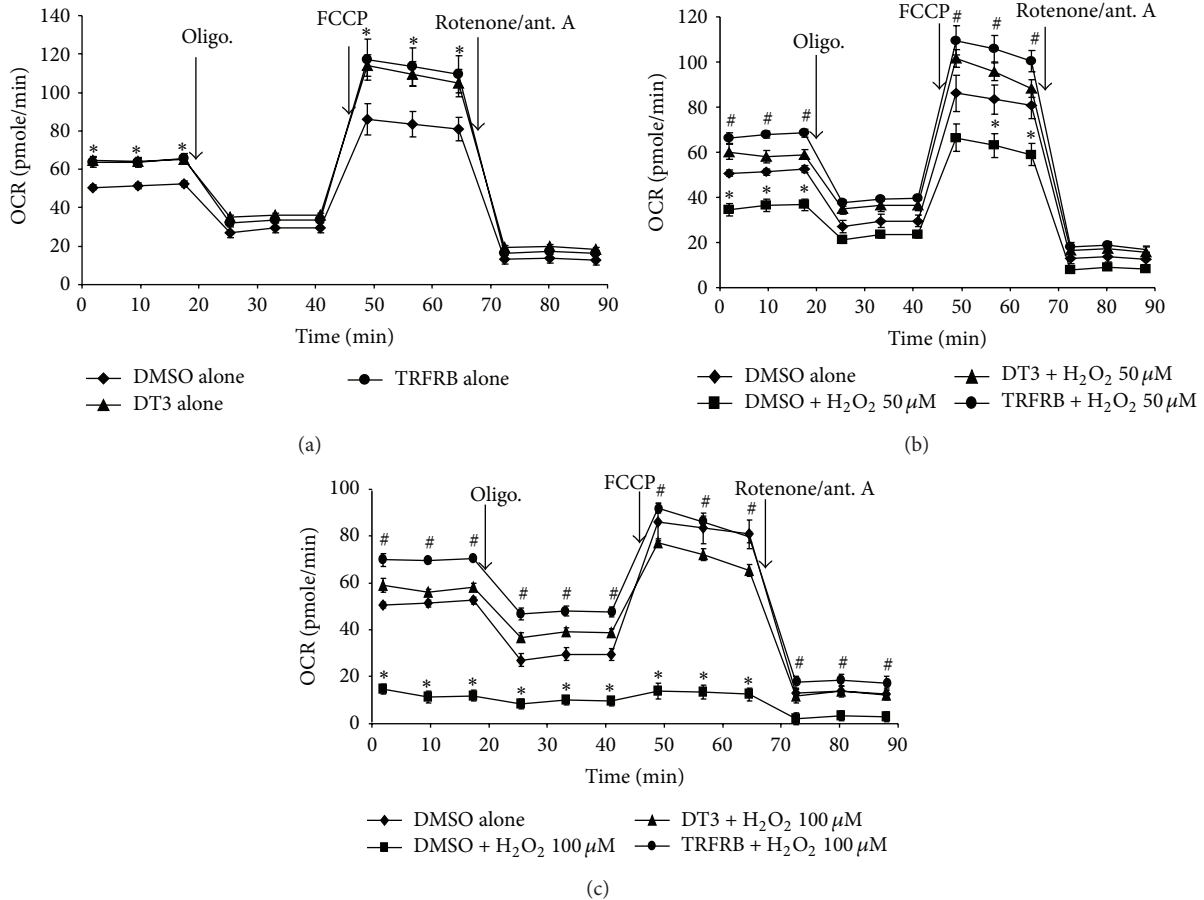 140
120
100
80
60
40
20
0
OCR (pmole/min)
Oligo.
FCCP
Rotenone/ant. A
* * * * * *
0 10 20 30 40 50 60 70 80 90
Time (min)
DMSO alone
DT3 alone
TRFRB alone
(a)
120
100
80
60
40
20
0
OCR (pmole/min)
Oligo.
FCCP
Rotenone/ant. A
# # # # # #
* * * * *
0 10 20 30 40 50 60 70 80 90
Time (min)
DMSO alone
DMSO + H₂O₂ 50 μM
DT3 + H₂O₂ 50 μM
TRFRB + H₂O₂ 50 μM
(b)
100
80
60
40
20
0
OCR (pmole/min)
Oligo.
FCCP
Rotenone/ant. A
# # # # # # # # # # # #
* * * * * * * * *
0 10 20 30 40 50 60 70 80 90
Time (min)
DMSO alone
DMSO + H₂O₂ 100 μM
DT3 + H₂O₂ 100 μM
TRFRB + H₂O₂ 100 μM
(c)